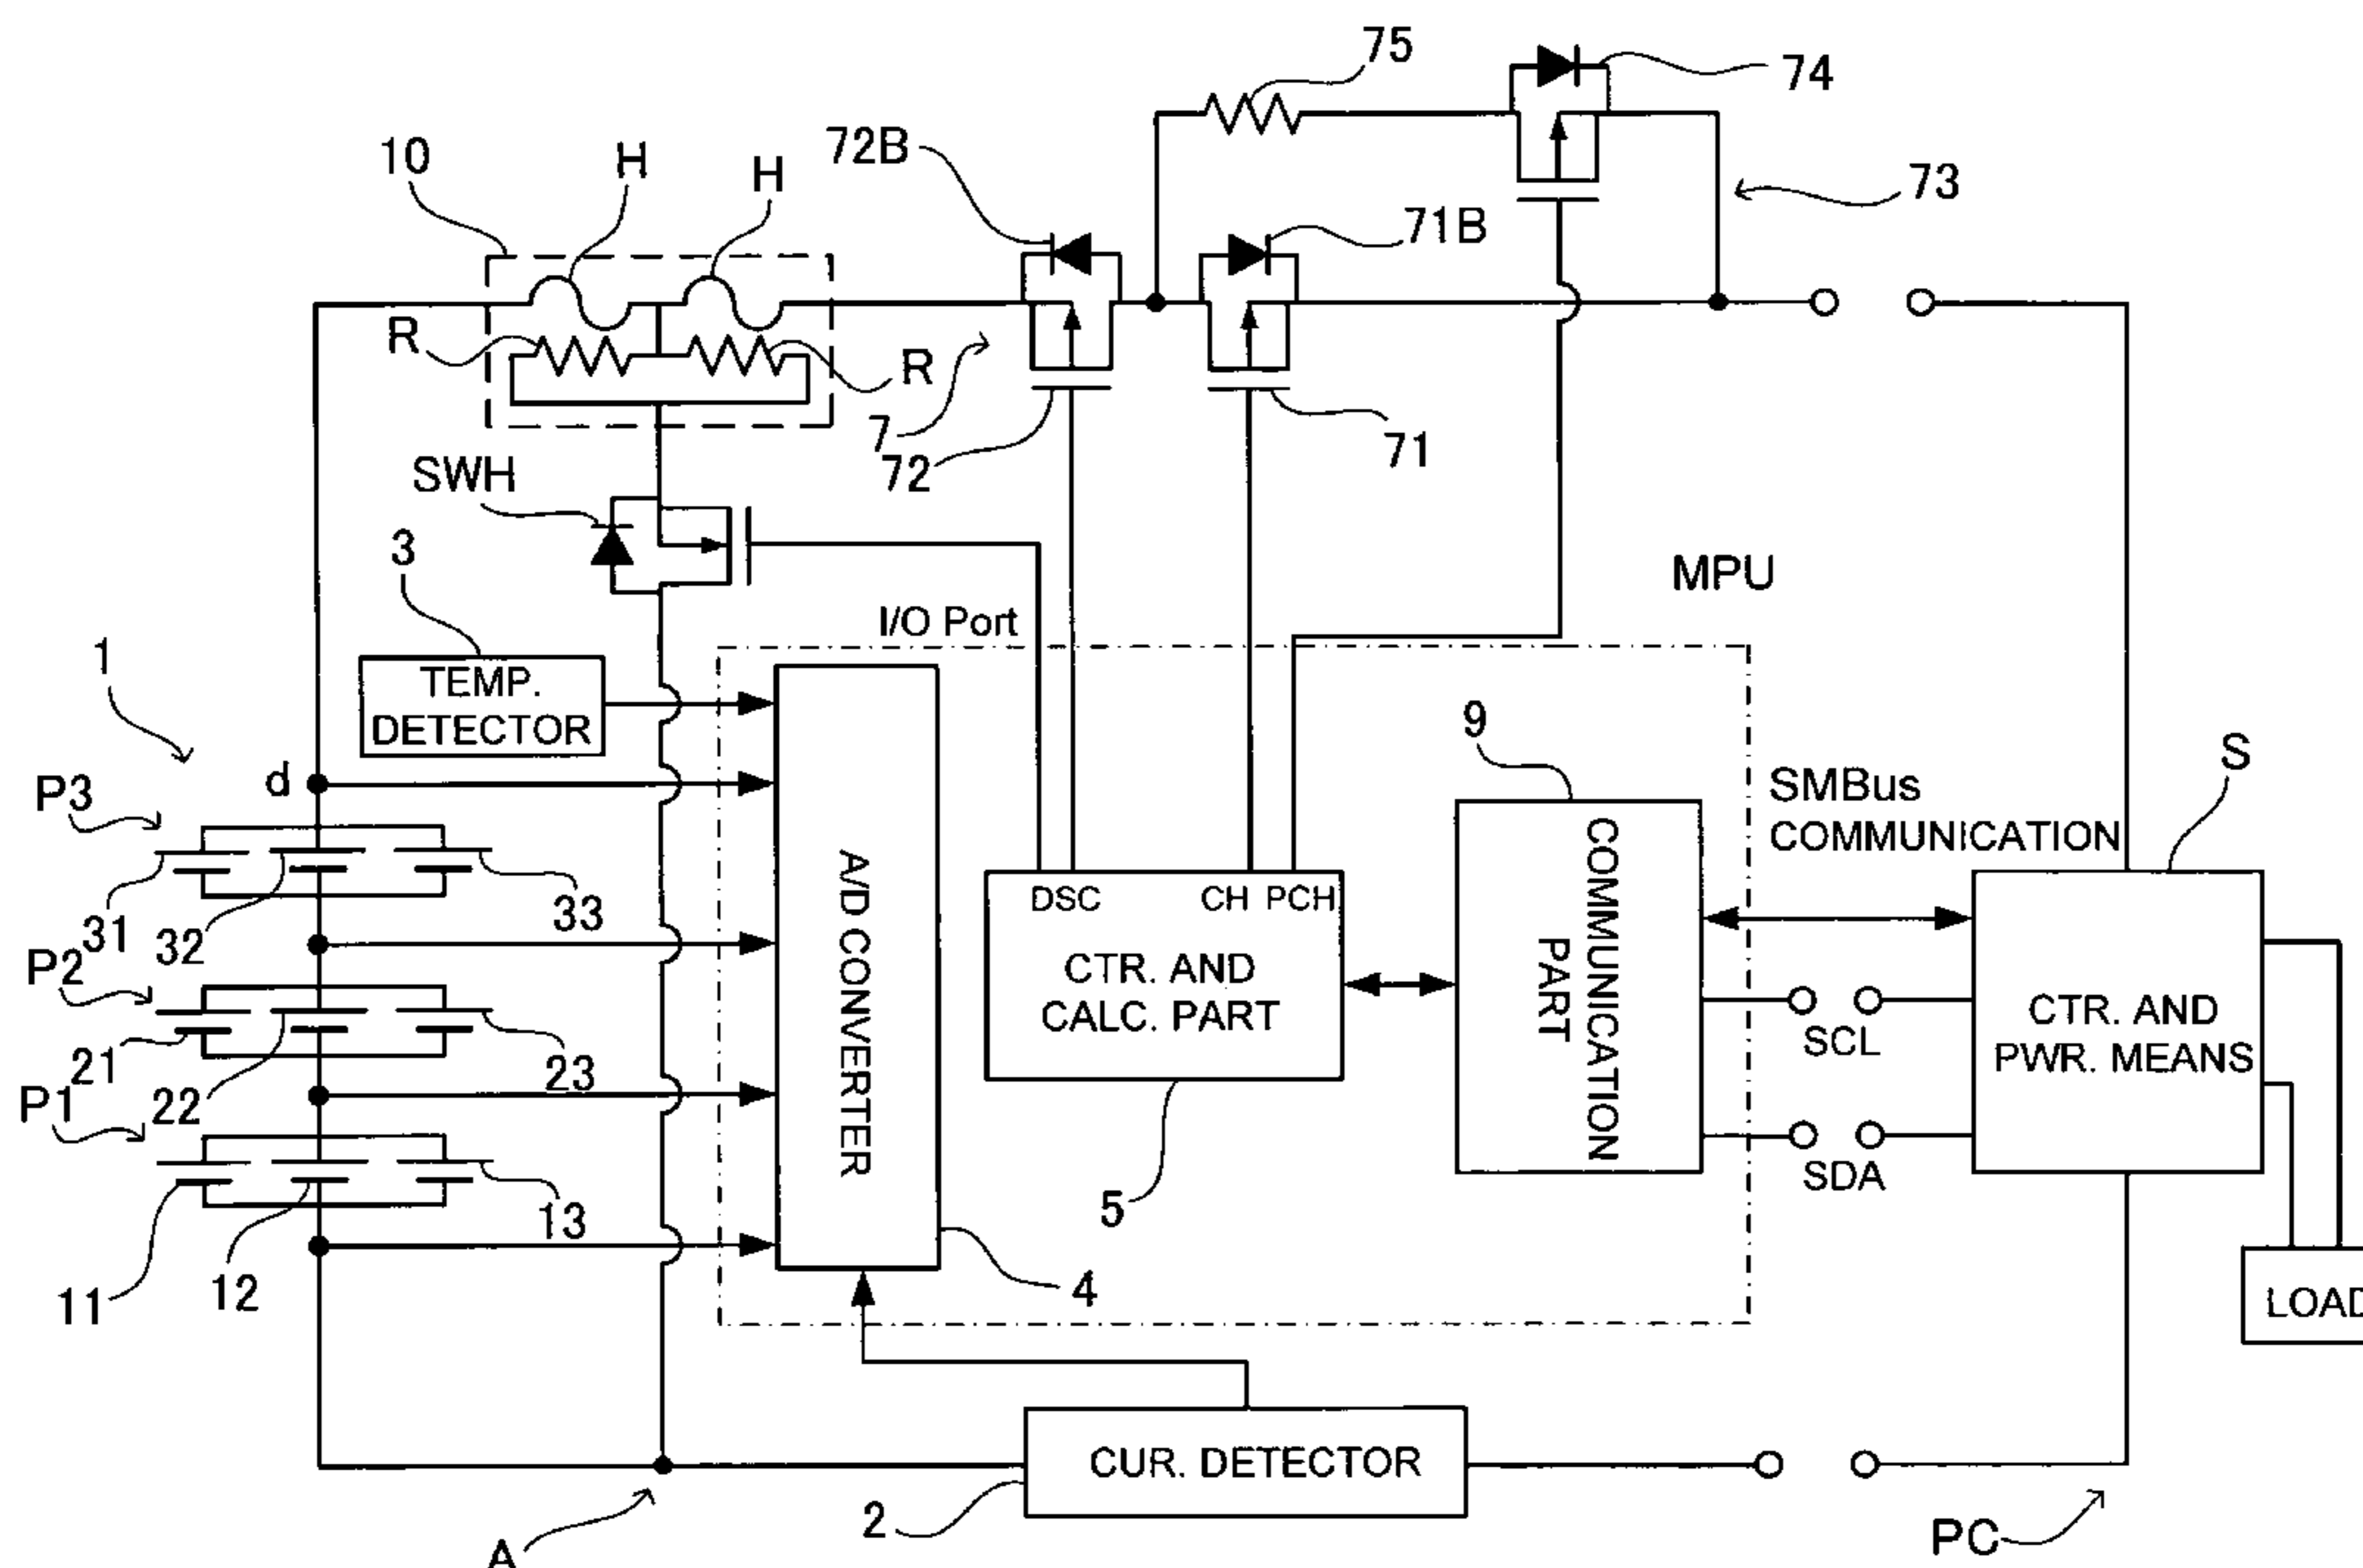 75
74
72B
10
H
H
73
71B
R
R
7
72
71
SWH
3
MPU
I/O Port
1
TEMP.
DETECTOR
9
S
d
P3
SMBus
COMMUNICATION
31
32
33
DSC
CH
PCH
A/D CONVERTER
COMMUNICATION
PART
P2
CTR. AND
CALC. PART
CTR. AND
PWR. MEANS
21
22
23
SCL
P1
SDA
5
13
11
12
4
LOAD
CUR. DETECTOR
2
A
PC